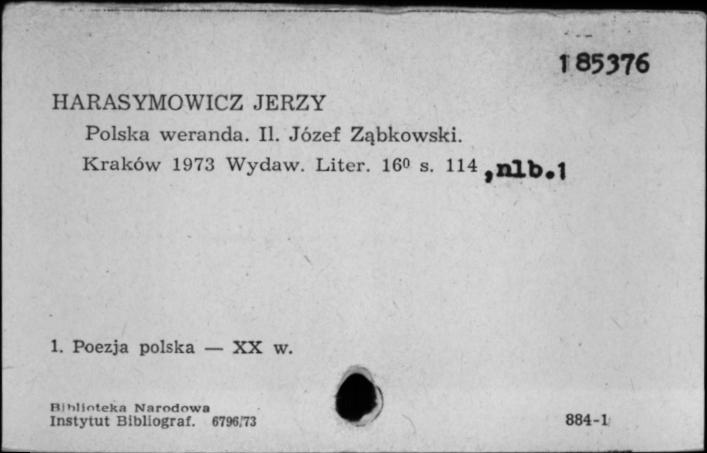 185376
HARASYMOWICZ JERZY
Polska weranda. Il. Józef Ząbkowski.
Kraków 1973 Wydaw. Liter. 16⁰ s. 114 ,nlb.1
1. Poezja polska — XX w.
Biblioteka Narodowa
Instytut Bibliograf. 6796/73
884-1